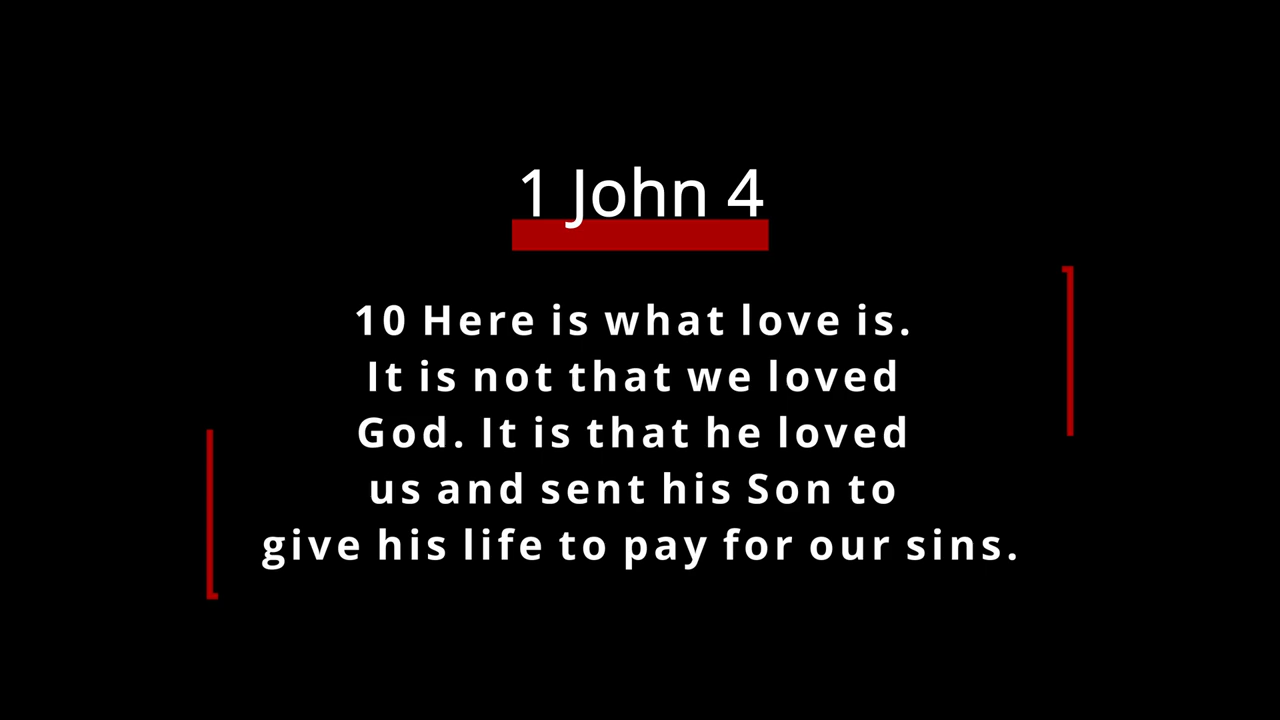 1 John 4
10 Here is what love is.
It is not that we loved
God. It is that he loved
us and sent his Son to
give his life to pay for our sins.